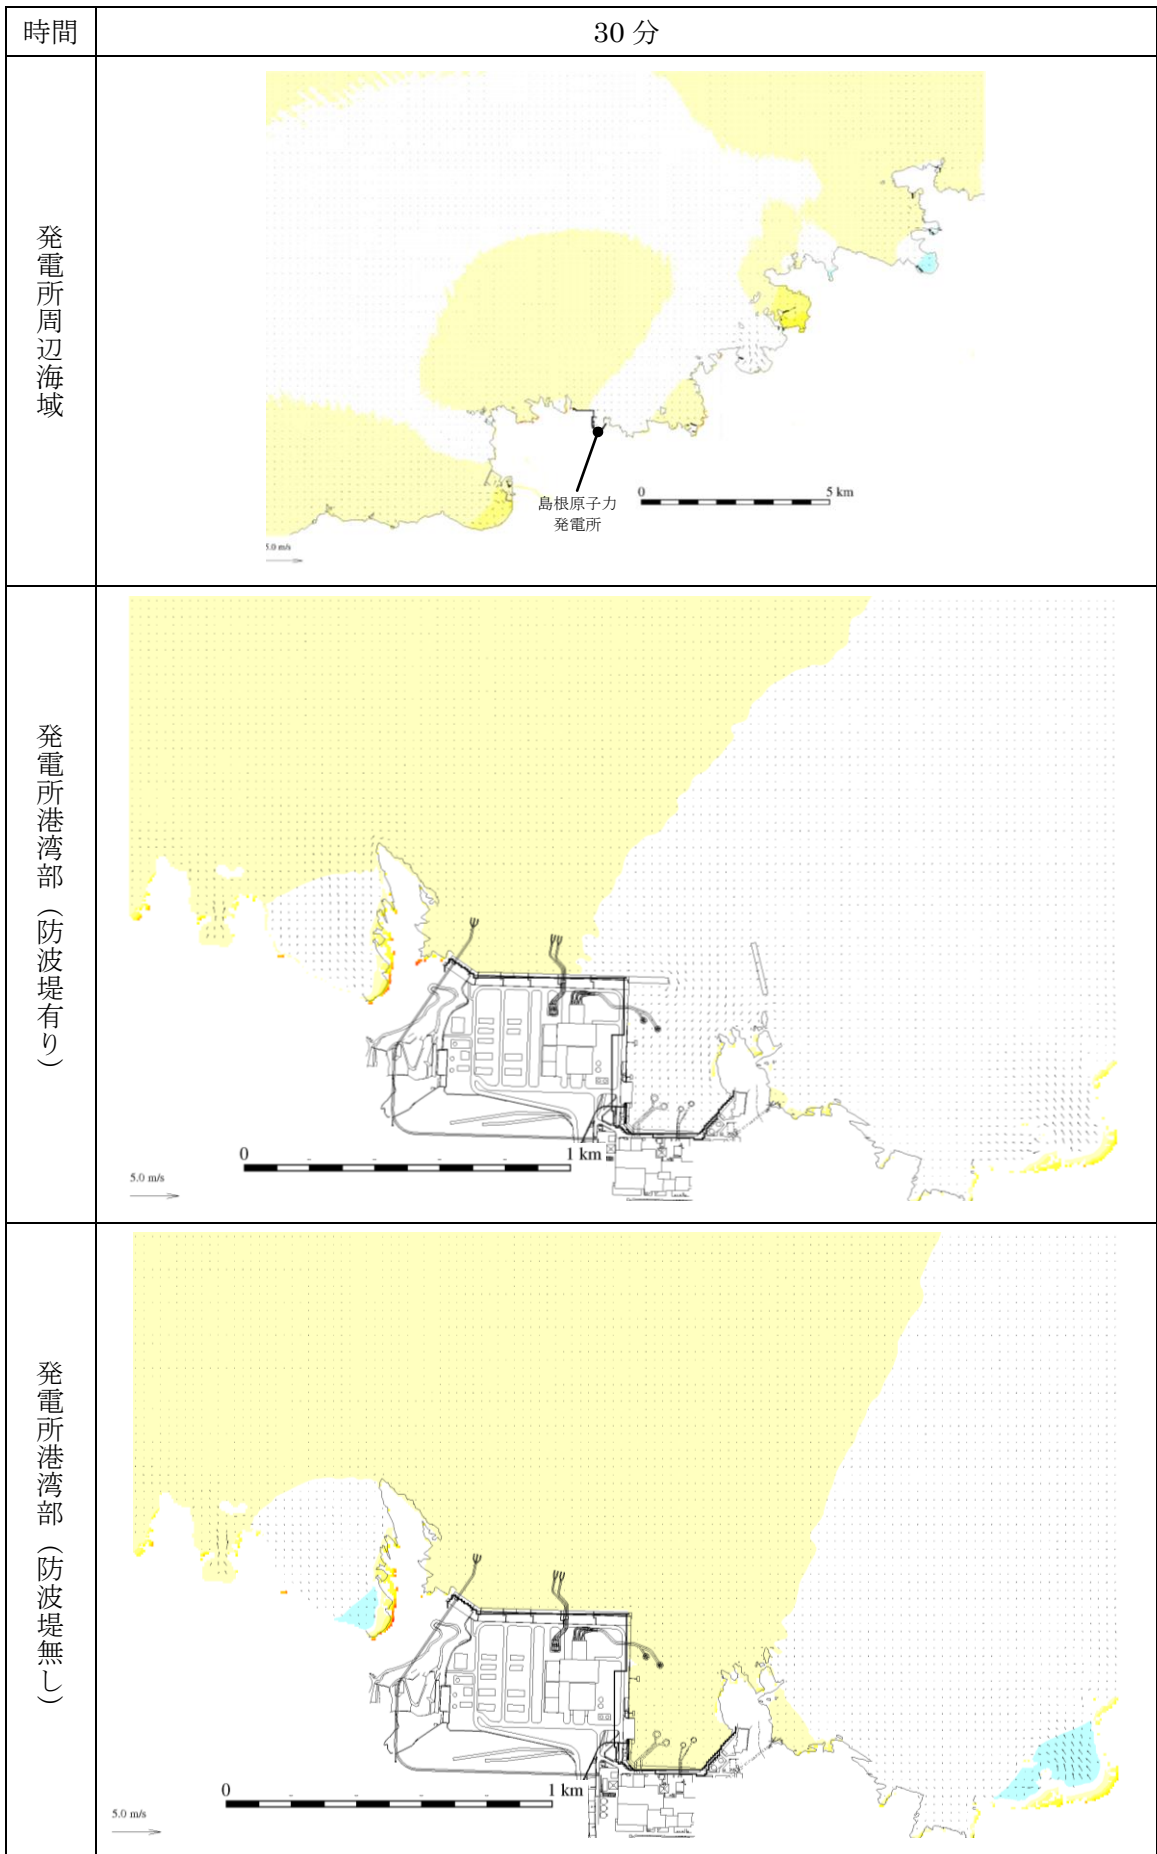 時間
30 分
発電所周辺海域
島根原子力
発電所
0 5 km
5.0 m/s
発電所港湾部（防波堤有り）
0 1 km
5.0 m/s
発電所港湾部（防波堤無し）
0 1 km
5.0 m/s